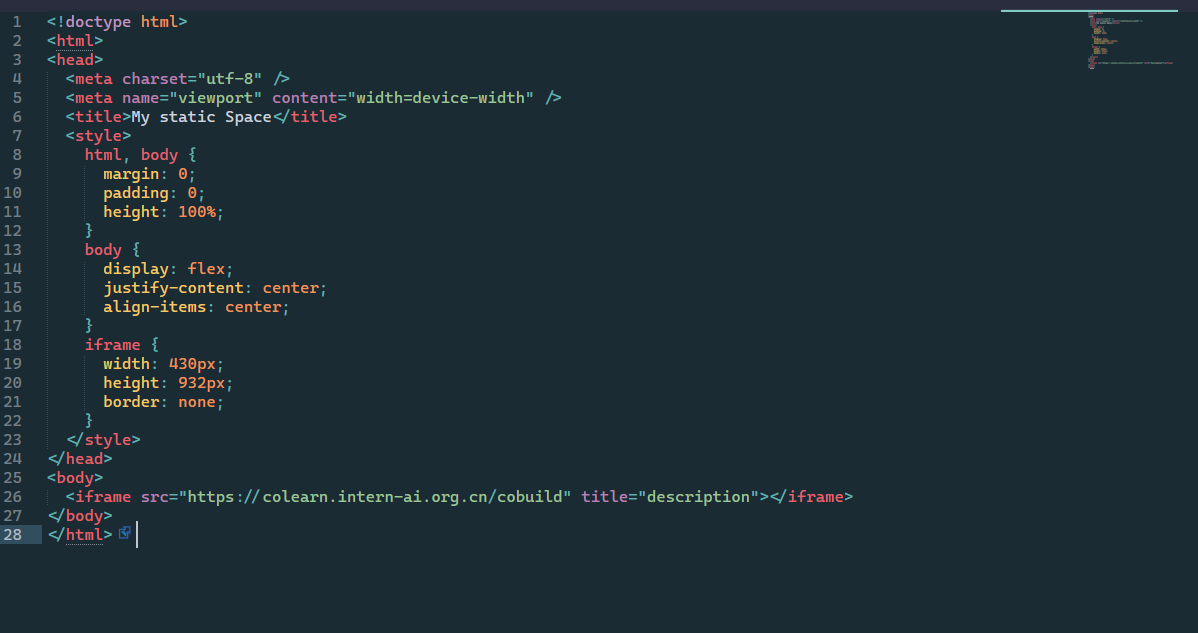 1 <!doctype html>
2 <html>
3 <head>
4   <meta charset="utf-8" />
5   <meta name="viewport" content="width=device-width" />
6   <title>My static Space</title>
7   <style>
8     html, body {
9       margin: 0;
10       padding: 0;
11       height: 100%;
12     }
13     body {
14       display: flex;
15       justify-content: center;
16       align-items: center;
17     }
18     iframe {
19       width: 430px;
20       height: 932px;
21       border: none;
22     }
23   </style>
24 </head>
25 <body>
26   <iframe src="https://colearn.intern-ai.org.cn/cobuild" title="description"></iframe>
27 </body>
28 </html>